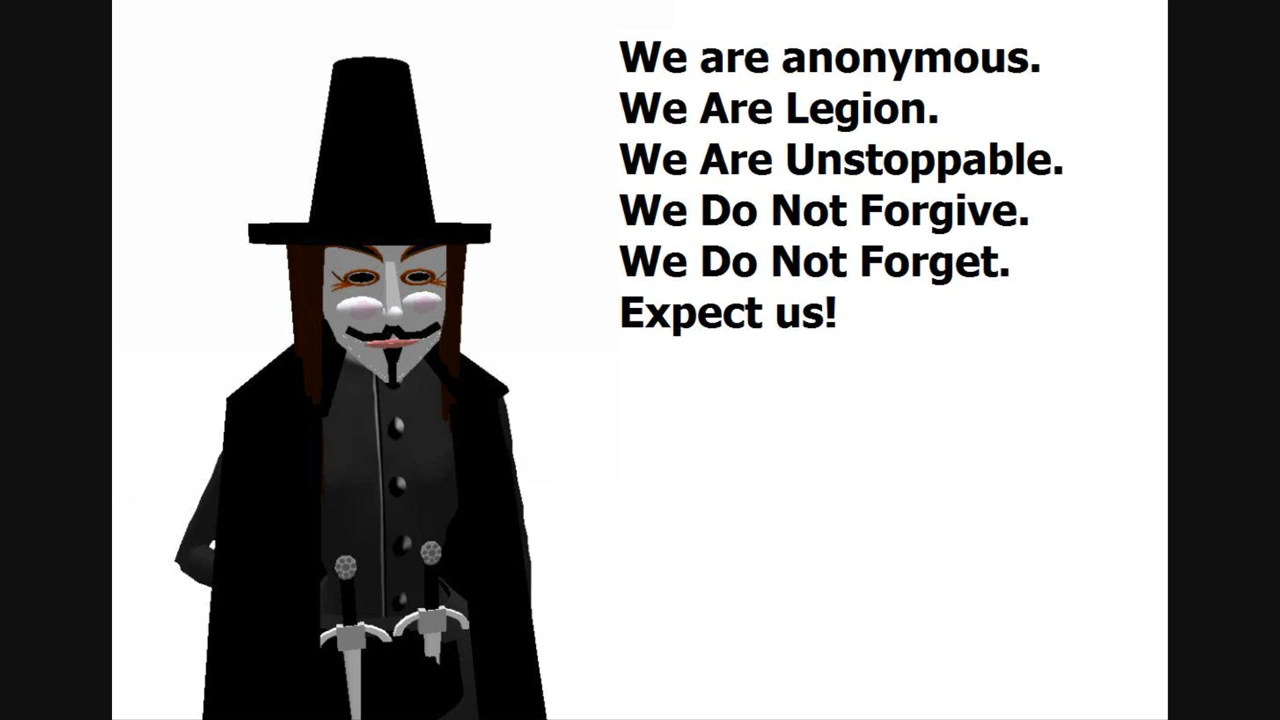 We are anonymous.
We Are Legion.
We Are Unstoppable.
We Do Not Forgive.
We Do Not Forget.
Expect us!